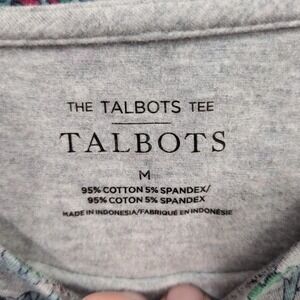 THE TALBOTS TEE
TALBOTS
M
95% COTTON 5% SPANDEX/
95% COTON 5% SPANDEX
MADE IN INDONESIA/FABRIQUÉ EN INDONÉSIE